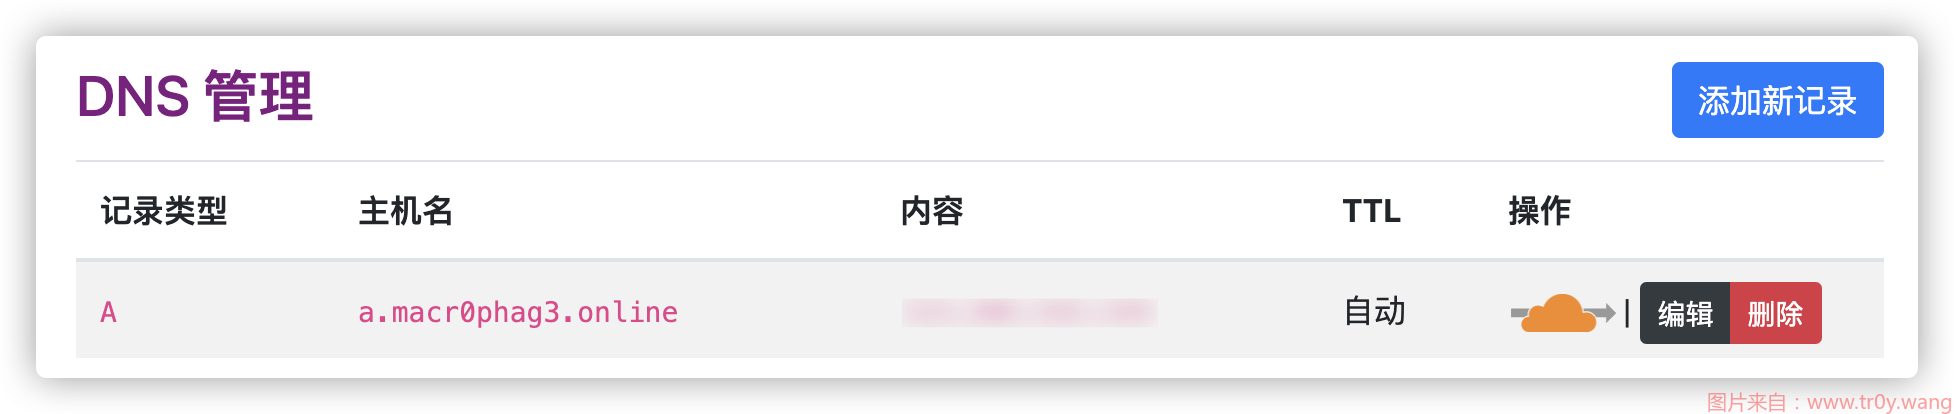 DNS 管理
添加新记录
记录类型 主机名 内容 TTL 操作
A a.macr0phag3.online 自动 | 编辑 删除
图片来自：www.tr0y.wang